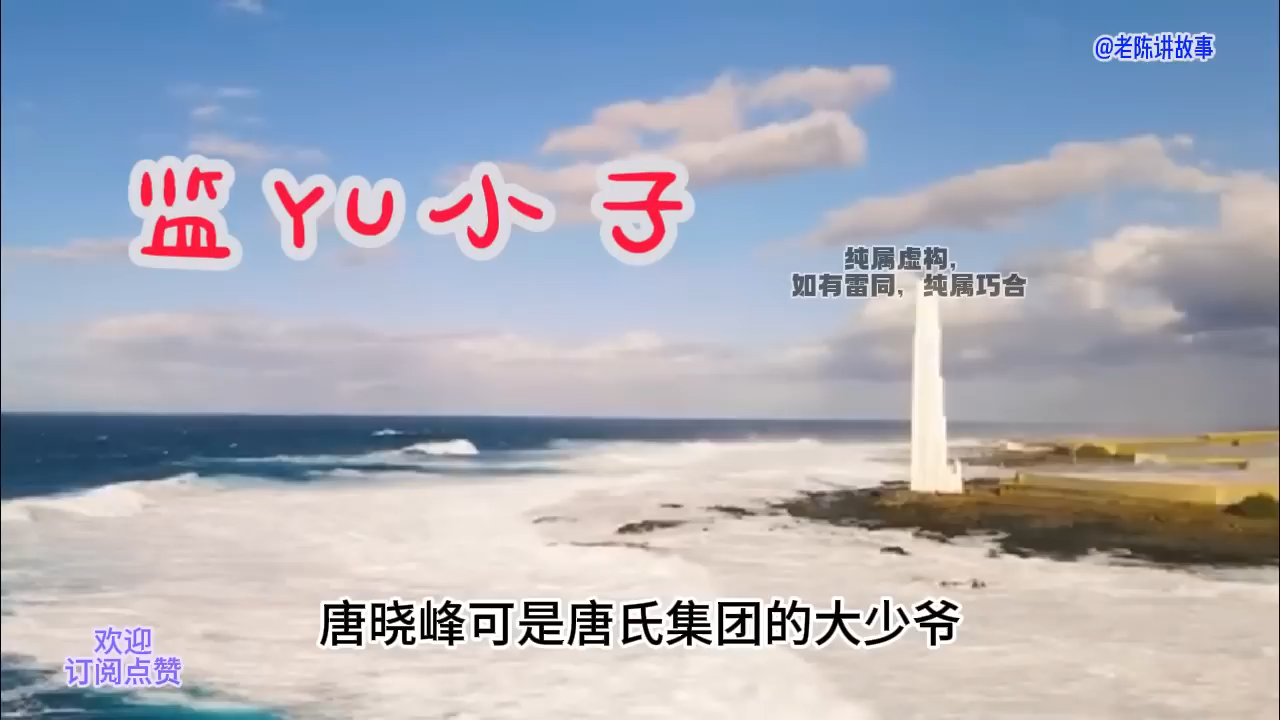 @老陈讲故事
监YU小子
纯属虚构，
如有雷同，纯属巧合
唐晓峰可是唐氏集团的大少爷
欢迎
订阅点赞